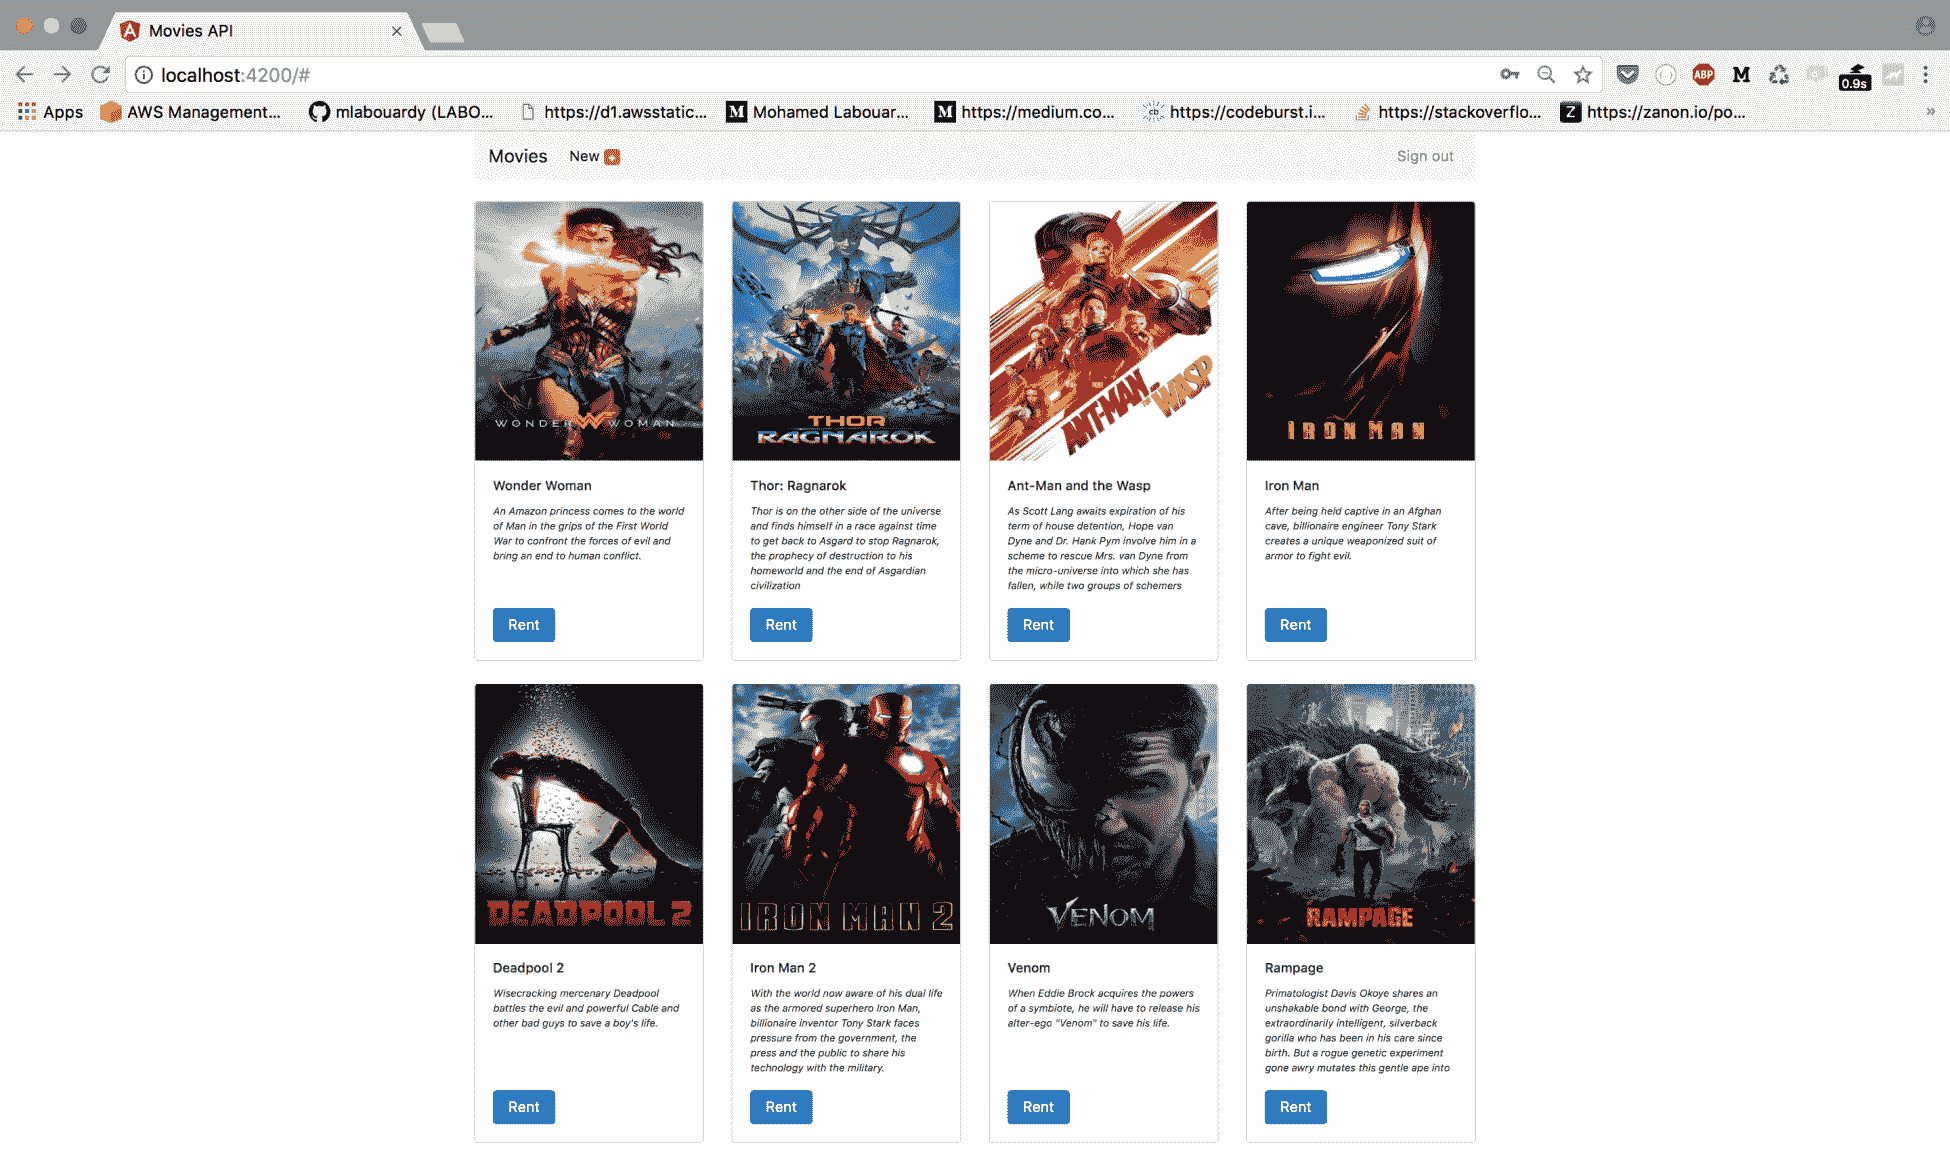 Movies API
localhost:4200/#
ABP
M
0.9s
Apps
AWS Management...
mlabouardy (LABO...
https://d1.awsstatic...
M Mohamed Labouar...
M https://medium.co...
https://codeburst.i...
https://stackoverflo...
Z https://zanon.io/po...
Movies
New
Sign out
WONDER WOMAN
THOR
RAGNAROK
ANT-MAN
AND THE
WASP
IRON MAN
Wonder Woman
An Amazon princess comes to the world
of Man in the grips of the First World
War to confront the forces of evil and
bring an end to human conflict.
Rent
Thor: Ragnarok
Thor is on the other side of the universe
and finds himself in a race against time
to get back to Asgard to stop Ragnarok,
the prophecy of destruction to his
homeworld and the end of Asgardian
civilization
Rent
Ant-Man and the Wasp
As Scott Lang awaits expiration of his
term of house detention, Hope van
Dyne and Dr. Hank Pym involve him in a
scheme to rescue Mrs. van Dyne from
the micro-universe into which she has
fallen, while two groups of schemers
Rent
Iron Man
After being held captive in an Afghan
cave, billionaire engineer Tony Stark
creates a unique weaponized suit of
armor to fight evil.
Rent
DEADPOOL 2
IRON MAN 2
VENOM
RAMPAGE
Deadpool 2
Wisecracking mercenary Deadpool
battles the evil and powerful Cable and
other bad guys to save a boy's life.
Rent
Iron Man 2
With the world now aware of his dual life
as the armored superhero Iron Man,
billionaire inventor Tony Stark faces
pressure from the government, the
press and the public to share his
technology with the military.
Rent
Venom
When Eddie Brock acquires the powers
of a symbiote, he will have to release his
alter-ego "Venom" to save his life.
Rent
Rampage
Primatologist Davis Okoye shares an
unshakable bond with George, the
extraordinarily intelligent, silverback
gorilla who has been in his care since
birth. But a rogue genetic experiment
gone awry mutates this gentle ape into
Rent